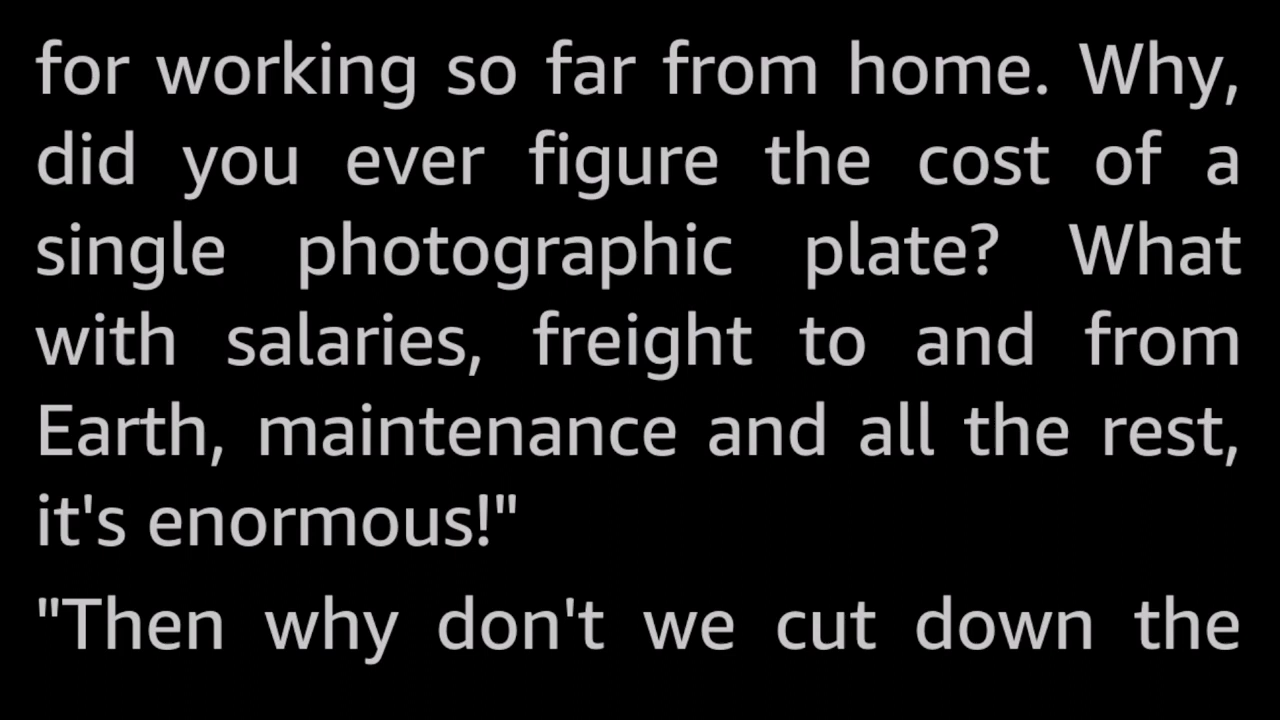 for working so far from home. Why,
did you ever figure the cost of a
single photographic plate? What
with salaries, freight to and from
Earth, maintenance and all the rest,
it's enormous!"
"Then why don't we cut down the